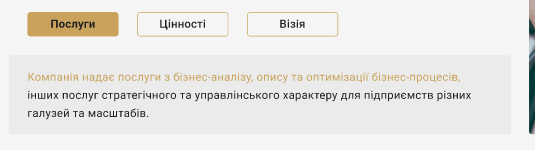 Послуги
Цінності
Візія
Компанія надає послуги з бізнес-аналізу, опису та оптимізації бізнес-процесів,
інших послуг стратегічного та управлінського характеру для підприємств різних
галузей та масштабів.